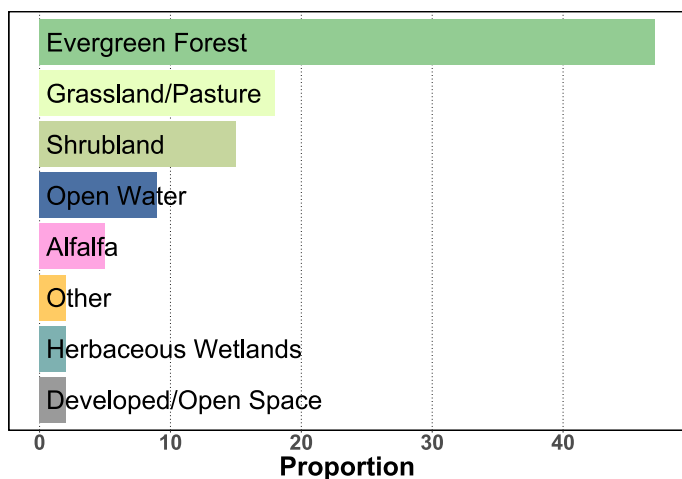 Evergreen Forest
Grassland/Pasture
Shrubland
Open Water
Alfalfa
Other
Herbaceous Wetlands
Developed/Open Space
0 10 20 30 40
Proportion